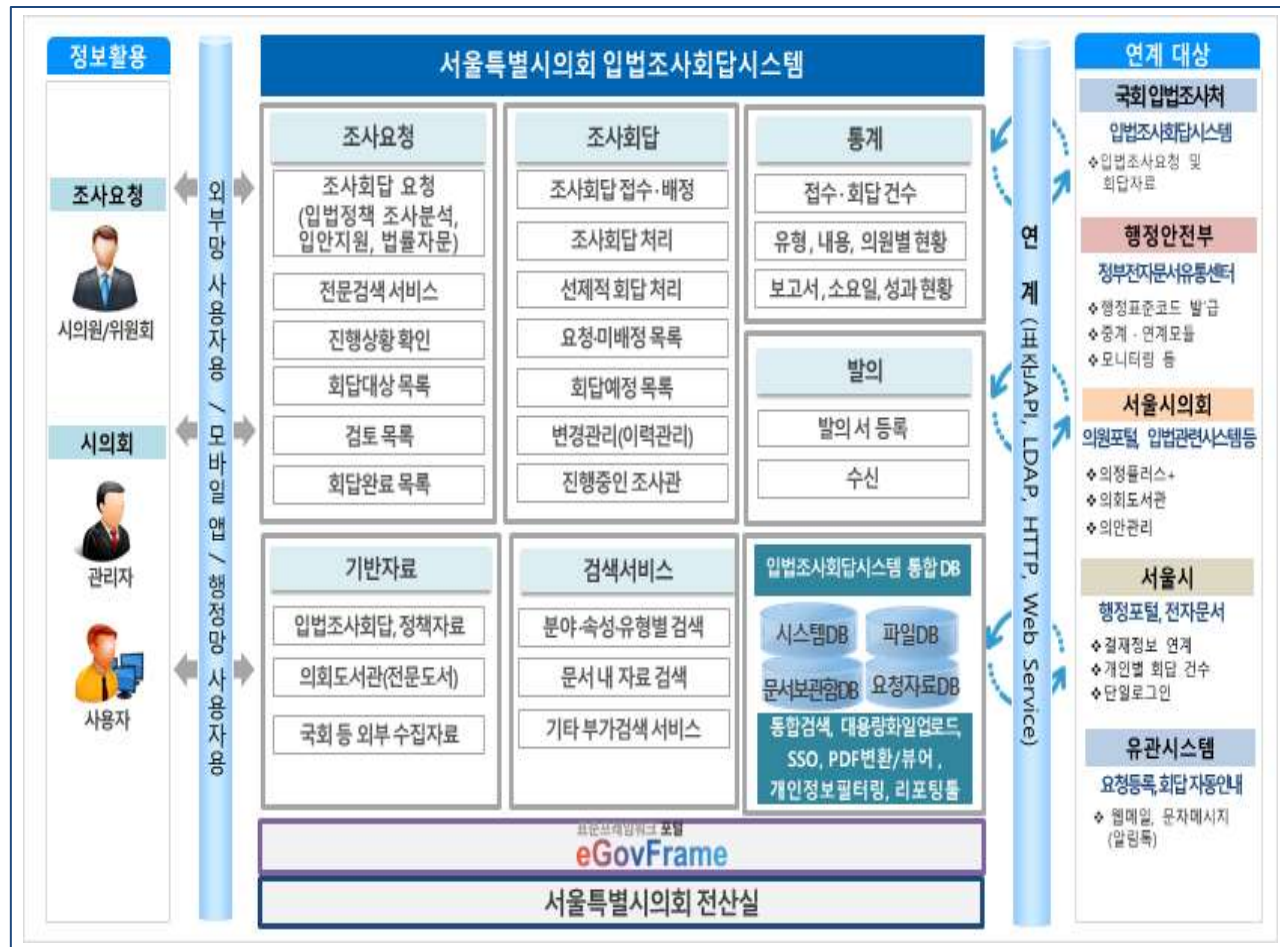 정보활용
조사요청
시의원/위원회
시의회
관리자
사용자
외부망 사용자용 / 모바일 앱 / 행정망 사용자용
서울특별시의회 입법조사회답시스템
조사요청
조사회답 요청
(입법정책 조사분석,
입안지원, 법률자문)
전문검색 서비스
진행상황 확인
회답대상 목록
검토 목록
회답완료 목록
조사회답
조사회답 접수·배정
조사회답 처리
선제적 회답 처리
요청·미배정 목록
회답예정 목록
변경관리(이력관리)
진행중인 조사관
통계
접수·회답 건수
유형, 내용, 의원별 현황
보고서, 소요일, 성과 현황
발의
발의 서 등록
수신
기반자료
입법조사회답, 정책자료
의회도서관(전문도서)
국회 등 외부 수집자료
검색서비스
분야·속성·유형별 검색
문서 내 자료 검색
기타 부가검색 서비스
입법조사회답시스템 통합 DB
시스템DB
파일DB
문서보관함DB
요청자료DB
통합검색, 대용량화일업로드,
SSO, PDF변환/뷰어,
개인정보필터링, 리포팅툴
표준프레임워크 포털
eGovFrame
서울특별시의회 전산실
연 계 (표준API, LDAP, HTTP, Web Service)
연계 대상
국회 입법조사처
입법조사회답시스템
❖입법조사요청 및
회답자료
행정안전부
정부전자문서유통센터
❖행정표준코드 발급
❖중계·연계모듈
❖모니터링 등
서울시의회
의원포털, 입법관련시스템등
❖의정플러스+
❖의회도서관
❖의안관리
서울시
행정포털, 전자문서
❖결재정보 연계
❖개인별 회답 건수
❖단일로그인
유관시스템
요청등록,회답 자동안내
❖ 웹메일, 문자메시지
(알림톡)